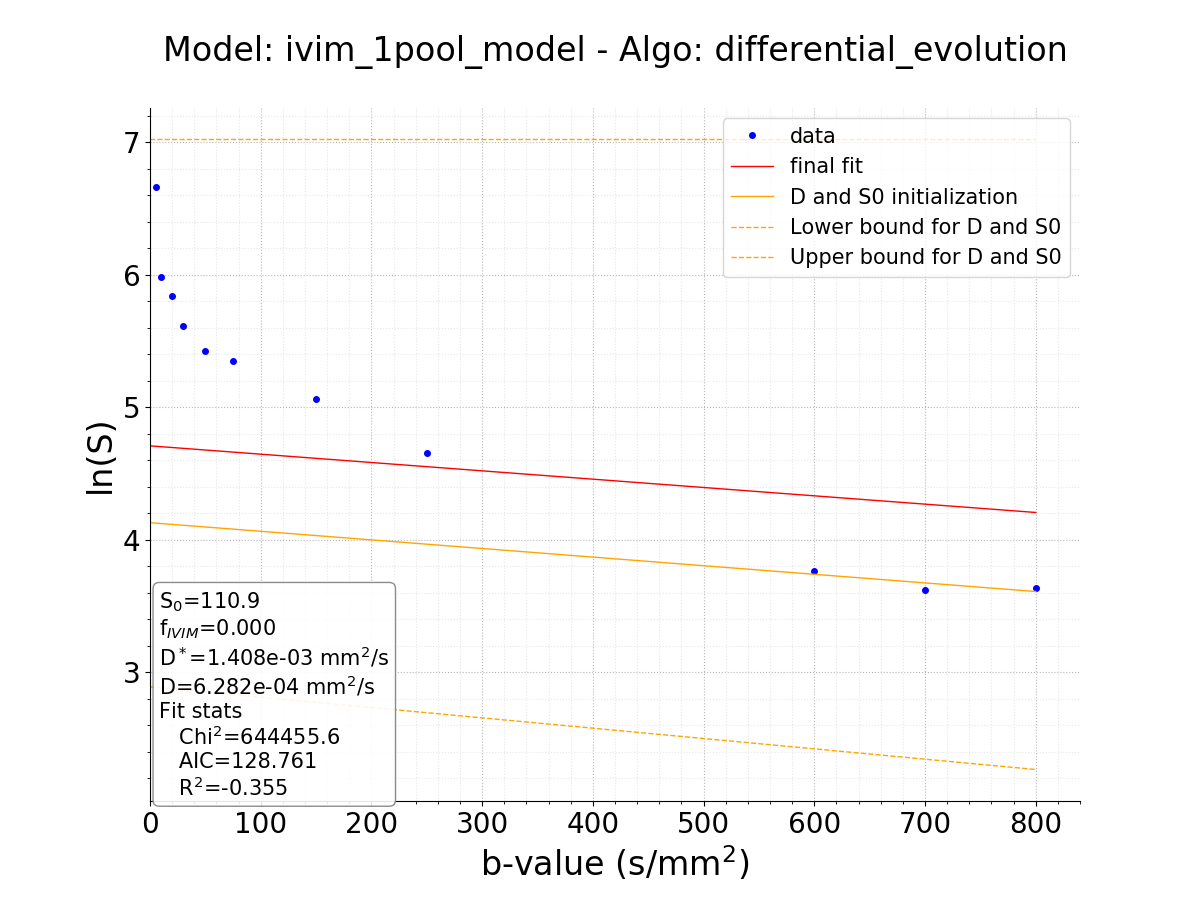 Model: ivim_1pool_model - Algo: differential_evolution
7
6
5
4
3
ln(S)
data
final fit
D and S0 initialization
Lower bound for D and S0
Upper bound for D and S0
S₀=110.9
f_IVIM=0.000
D*=1.408e-03 mm²/s
D=6.282e-04 mm²/s
Fit stats
Chi²=644455.6
AIC=128.761
R²=-0.355
0 100 200 300 400 500 600 700 800
b-value (s/mm²)